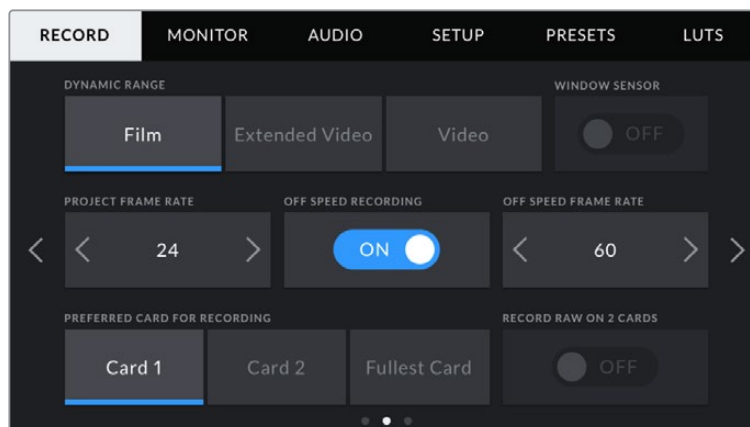 RECORD MONITOR AUDIO SETUP PRESETS LUTS
DYNAMIC RANGE WINDOW SENSOR
Film Extended Video Video OFF
PROJECT FRAME RATE OFF SPEED RECORDING OFF SPEED FRAME RATE
24 ON 60
PREFERRED CARD FOR RECORDING RECORD RAW ON 2 CARDS
Card 1 Card 2 Fullest Card OFF